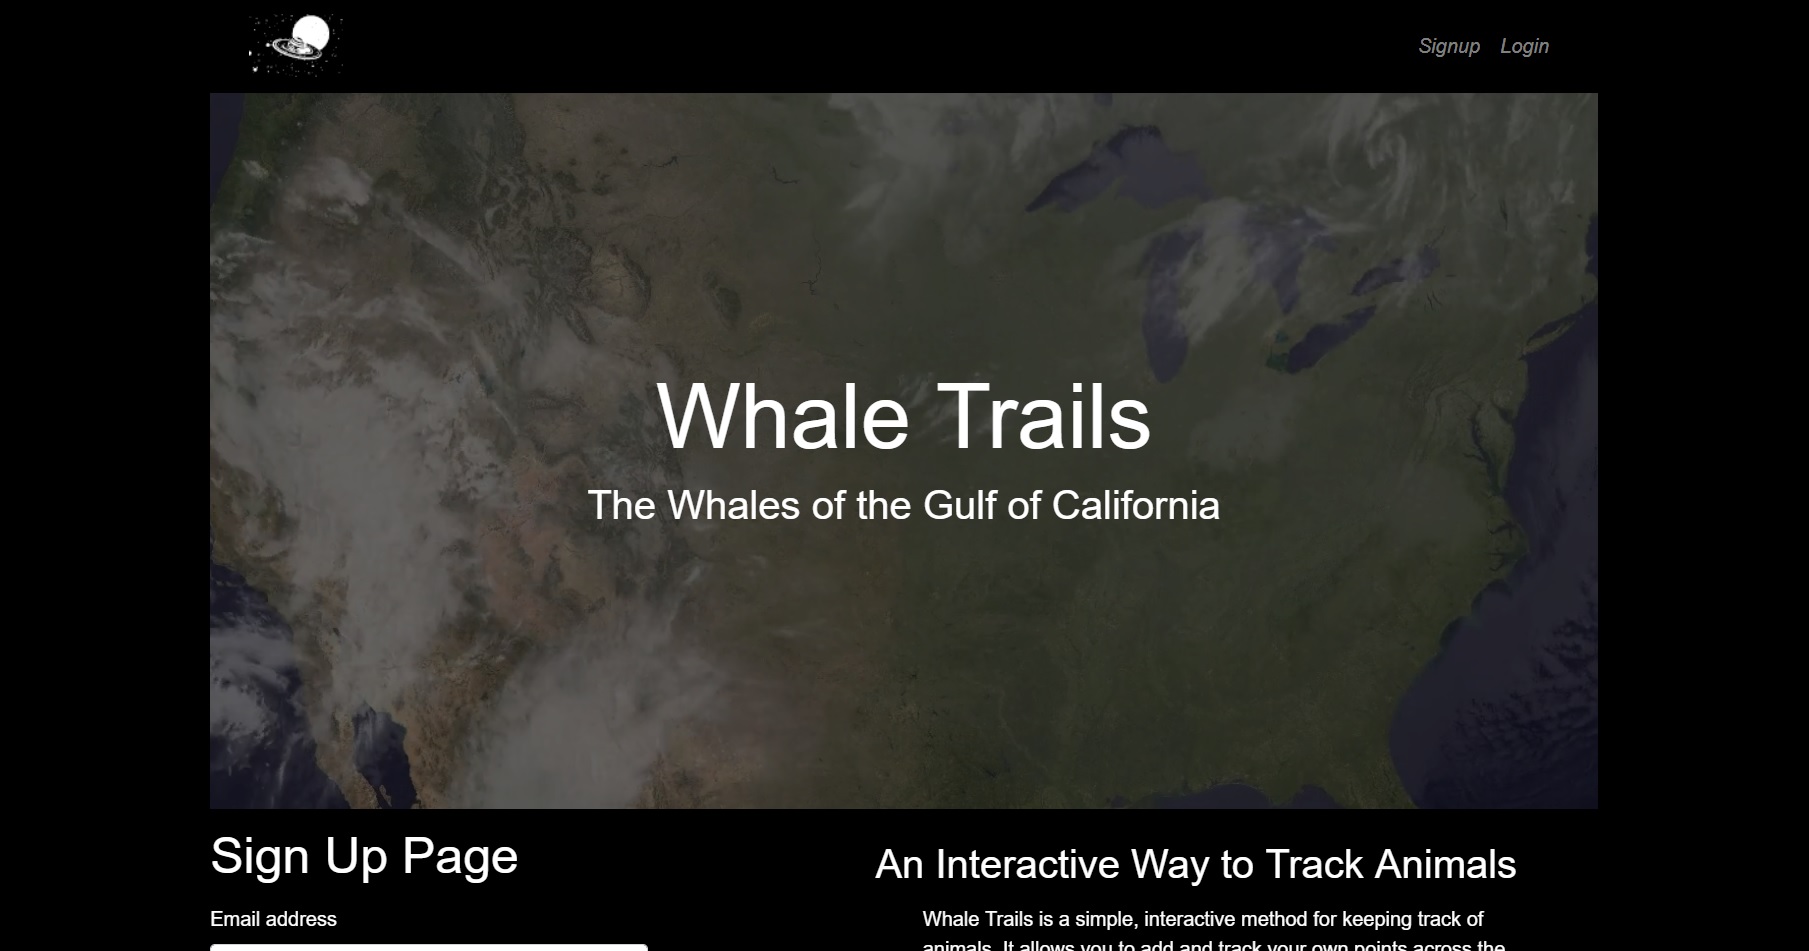 Signup Login
Whale Trails
The Whales of the Gulf of California
Sign Up Page
Email address
An Interactive Way to Track Animals
Whale Trails is a simple, interactive method for keeping track of
animals. It allows you to add and track your own points across the